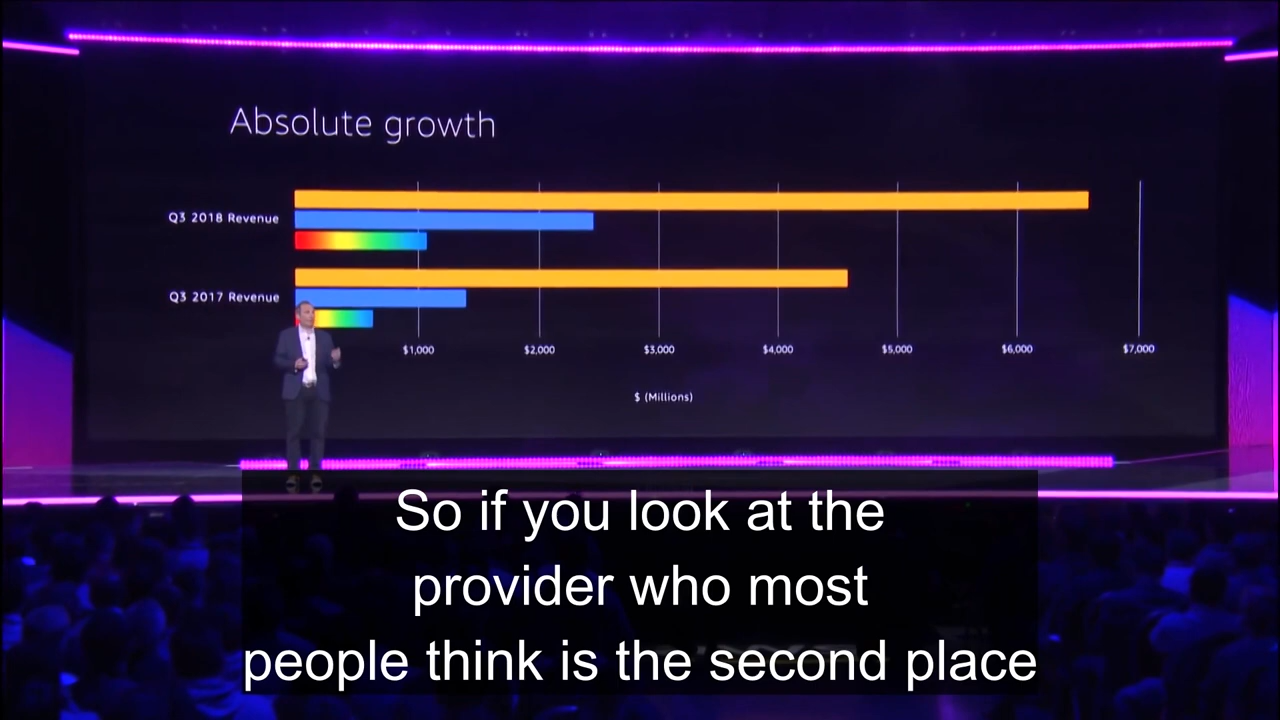 Absolute growth
Q3 2018 Revenue
Q3 2017 Revenue
$1,000 $2,000 $3,000 $4,000 $5,000 $6,000 $7,000
$ (Millions)
So if you look at the
provider who most
people think is the second place